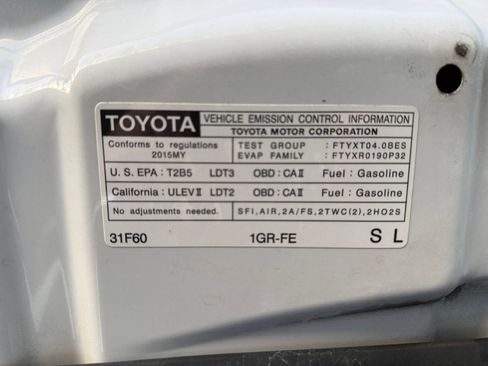 TOYOTA VEHICLE EMISSION CONTROL INFORMATION
TOYOTA MOTOR CORPORATION
Conforms to regulations TEST GROUP : FTYXT04.0BES
2015MY EVAP FAMILY : FTYXR0190P32
U.S. EPA : T2B5 LDT3 OBD : CAⅡ Fuel : Gasoline
California : ULEVⅡ LDT2 OBD : CAⅡ Fuel : Gasoline
No adjustments needed. SFI, AIR, 2A/FS, 2TWC(2), 2HO2S
31F60 1GR-FE S L